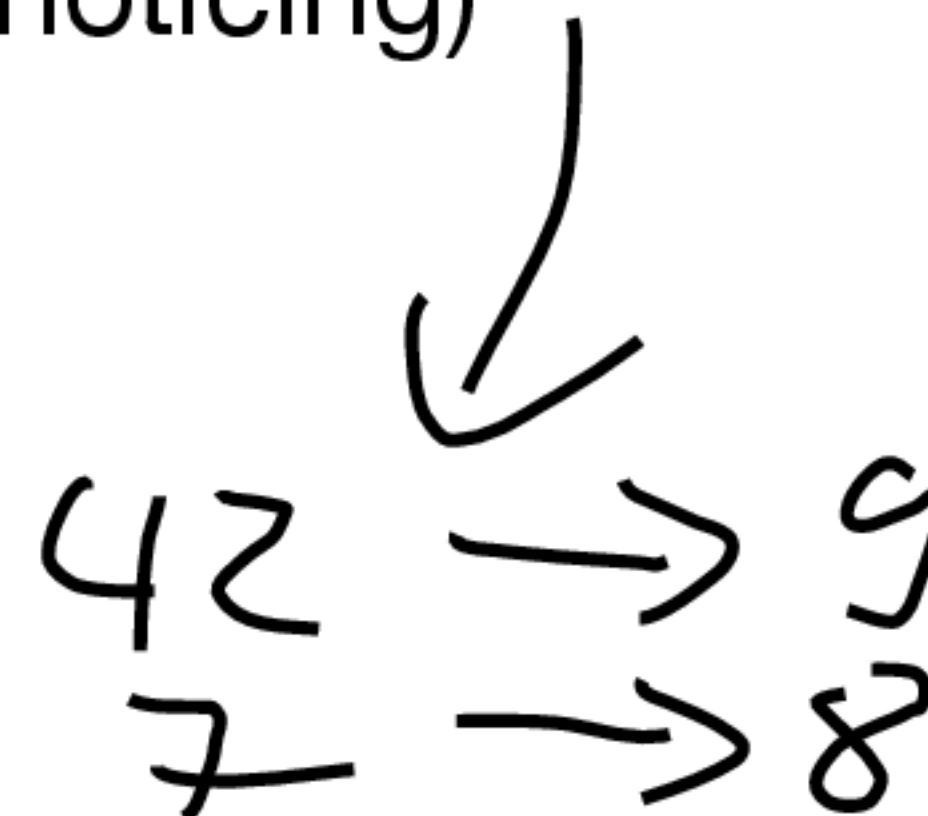 noticing)
42 → 9
7 → 8